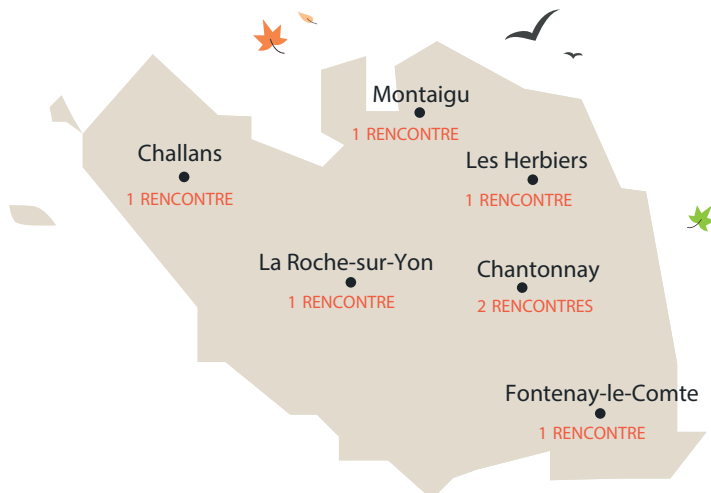 Montaigu
1 RENCONTRE
Challans
1 RENCONTRE
Les Herbiers
1 RENCONTRE
La Roche-sur-Yon
1 RENCONTRE
Chantonnay
2 RENCONTRES
Fontenay-le-Comte
1 RENCONTRE